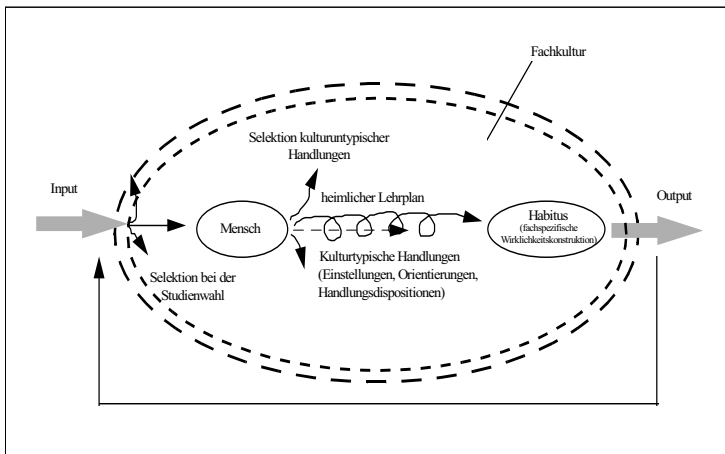 Fachkultur
Selektion kulturuntypischer
Handlungen
Input
heimlicher Lehrplan
Output
Mensch
Habitus
(fachspezifische
Wirklichkeitskonstruktion)
Kulturtypische Handlungen
(Einstellungen, Orientierungen,
Handlungsdispositionen)
Selektion bei der
Studienwahl